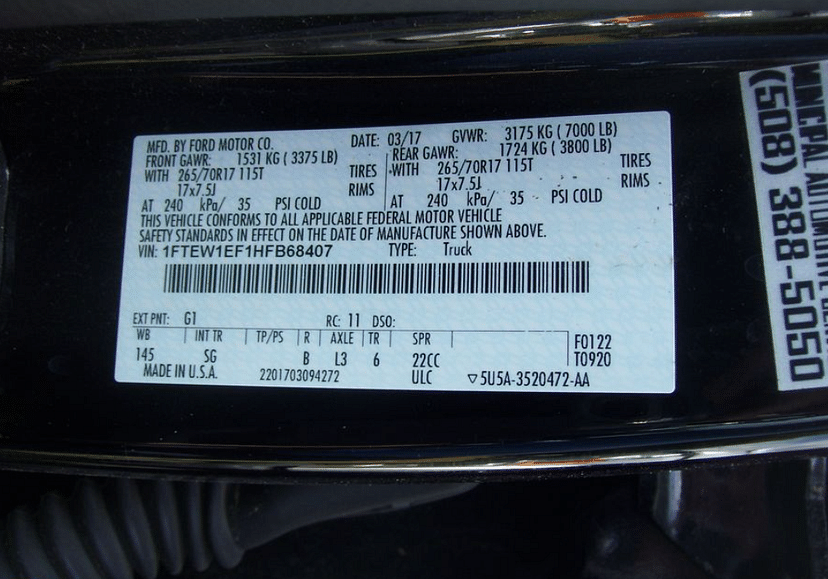 MFD. BY FORD MOTOR CO. DATE: 03/17 GVWR: 3175 KG ( 7000 LB)
FRONT GAWR: 1531 KG ( 3375 LB) REAR GAWR: 1724 KG ( 3800 LB)
WITH 265/70R17 115T TIRES WITH 265/70R17 115T TIRES
17x7.5J RIMS 17x7.5J RIMS
AT 240 kPa/ 35 PSI COLD AT 240 kPa/ 35 PSI COLD
THIS VEHICLE CONFORMS TO ALL APPLICABLE FEDERAL MOTOR VEHICLE
SAFETY STANDARDS IN EFFECT ON THE DATE OF MANUFACTURE SHOWN ABOVE.
VIN: 1FTEW1EF1HFB68407 TYPE: Truck
EXT PNT: G1 RC: 11 DSO:
WB INT TR TP/PS R AXLE TR SPR F0122
145 SG B L3 6 22CC T0920
MADE IN U.S.A. 2201703094272 ULC ▽5U5A-3520472-AA
AUTOMOTIVE
(508) 388-5050